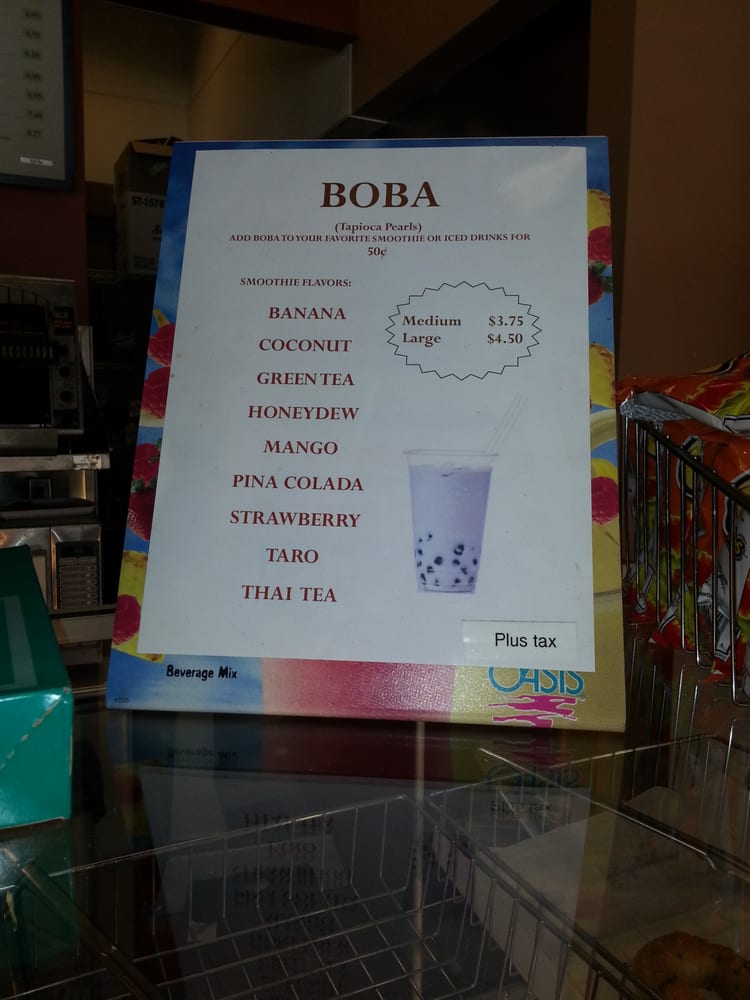 BOBA
(Tapioca Pearls)
ADD BOBA TO YOUR FAVORITE SMOOTHIE OR ICED DRINKS FOR
50¢
SMOOTHIE FLAVORS:
BANANA
COCONUT
GREEN TEA
HONEYDEW
MANGO
PINA COLADA
STRAWBERRY
TARO
THAI TEA
Medium $3.75
Large $4.50
Plus tax
Beverage Mix
OASIS